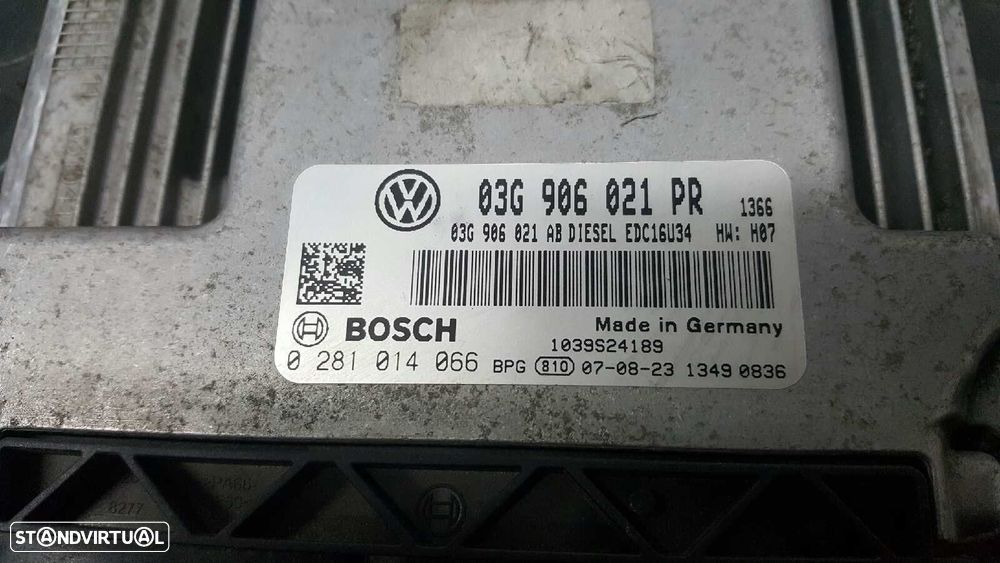 03G 906 021 PR 1366
03G 906 021 AB DIESEL EDC16U34 HW: H07
BOSCH Made in Germany
1039S24189
0 281 014 066 BPG 810 07-08-23 1349 0836
8277
STANDVIRTUAL